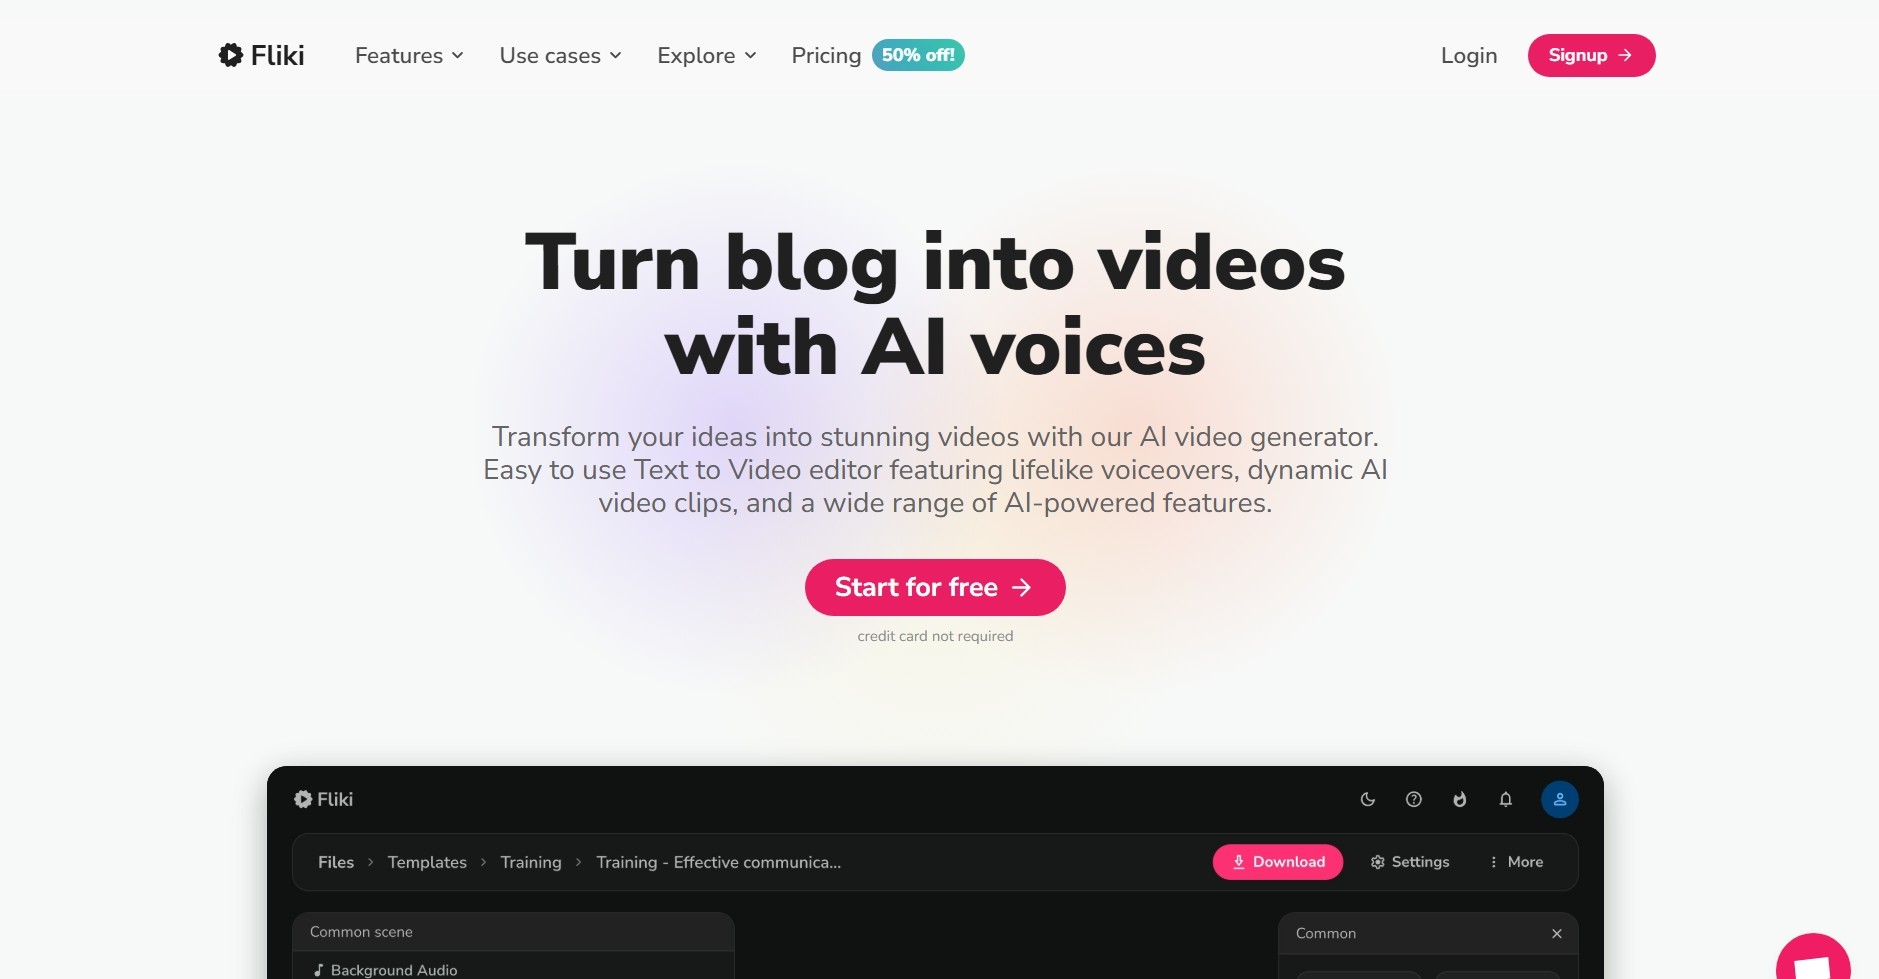 Fliki
Features
Use cases
Explore
Pricing
50% off!
Login
Signup
Turn blog into videos
with AI voices
Transform your ideas into stunning videos with our AI video generator.
Easy to use Text to Video editor featuring lifelike voiceovers, dynamic AI
video clips, and a wide range of AI-powered features.
Start for free
credit card not required
Fliki
Files
Templates
Training
Training - Effective communica...
Download
Settings
More
Common scene
Common
Background Audio